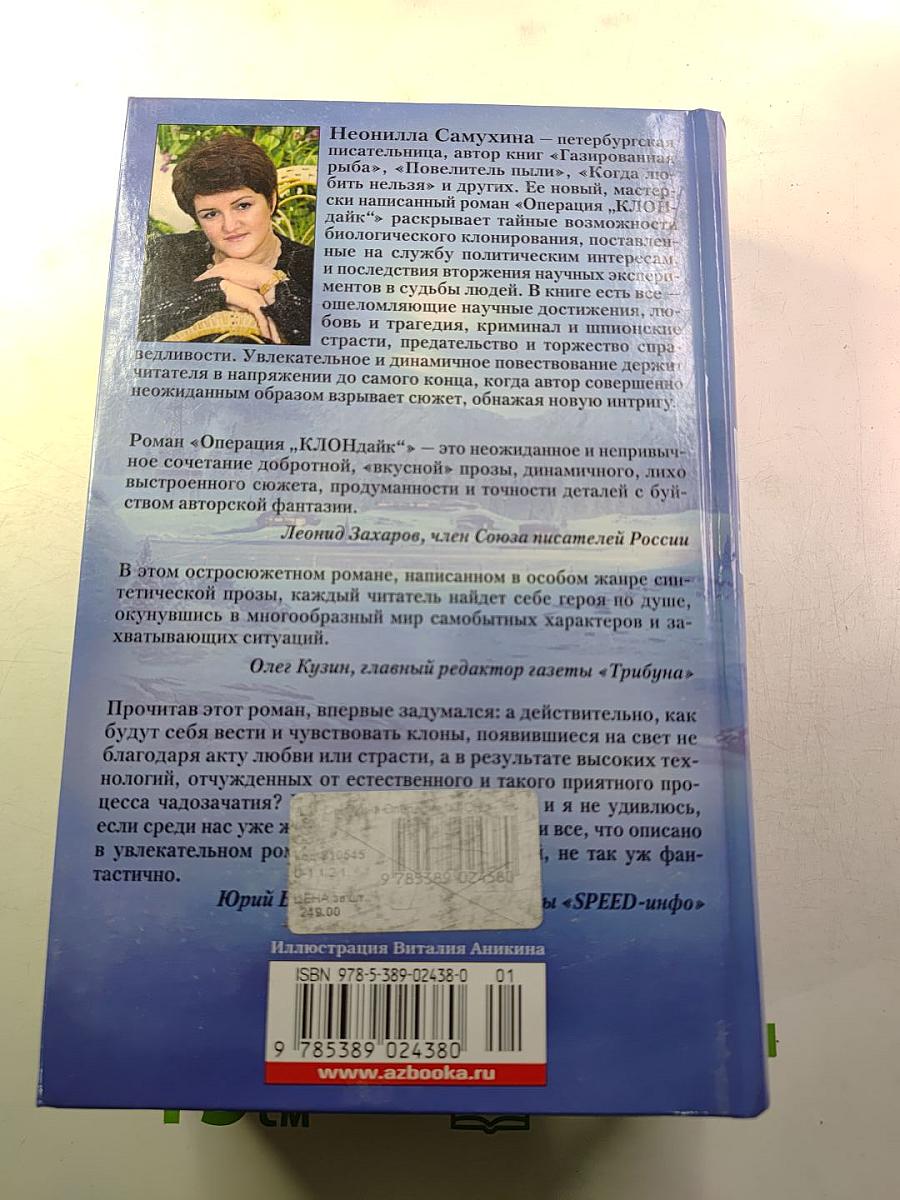 Неонилла Самухина — петербургская
писательница, автор книг «Газированная
рыба», «Повелитель пыли», «Когда лю-
бить нельзя» и других. Ее новый, мастер-
ски написанный роман «Операция „КЛОН-
дайк“» раскрывает тайные возможности
биологического клонирования, поставлен-
ные на службу политическим интересам,
и последствия вторжения научных экспери-
ментов в судьбы людей. В книге есть все —
ошеломляющие научные достижения, лю-
бовь и трагедия, криминал и шпионские
страсти, предательство и торжество спра-
ведливости. Увлекательное и динамичное повествование держит
читателя в напряжении до самого конца, когда автор совершенно
неожиданным образом взрывает сюжет, обнажая новую интригу.
Роман «Операция „КЛОНдайк“» — это неожиданное и непривыч-
ное сочетание добротной, «вкусной» прозы, динамичного, лихо
выстроенного сюжета, продуманности и точности деталей с буй-
ством авторской фантазии.
Леонид Захаров, член Союза писателей России
В этом остросюжетном романе, написанном в особом жанре син-
тетической прозы, каждый читатель найдет себе героя по душе,
окунувшись в многообразный мир самобытных характеров и за-
хватывающих ситуаций.
Олег Кузин, главный редактор газеты «Трибуна»
Прочитав этот роман, впервые задумался: а действительно, как
будут себя вести и чувствовать клоны, появившиеся на свет не
благодаря акту любви или страсти, а в результате высоких тех-
нологий, отчужденных от естественного и такого приятного про-
цесса чадозачатия? и я не удивлюсь,
если среди нас уже все, что описано
в увлекательном не так уж фан-
тастично.
Юрий «SPEED-инфо»
9 785389 024380
ЦЕНА за шт.
249.00
Иллюстрация Виталия Аникина
ISBN 978-5-389-02438-0 01
9 785389 024380
www.azbooka.ru
см